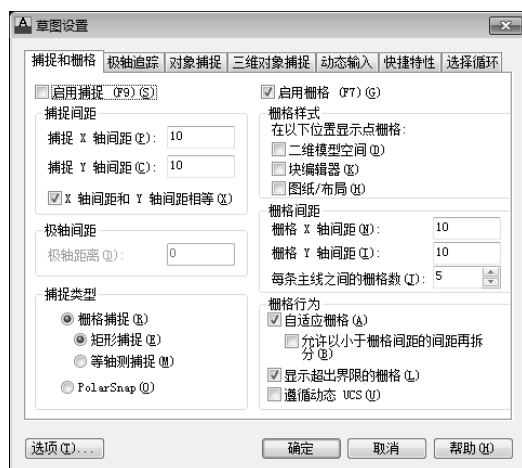 草图设置
捕捉和栅格 极轴追踪 对象捕捉 三维对象捕捉 动态输入 快捷特性 选择循环
启用捕捉 (F9)(S)
捕捉间距
捕捉 X 轴间距(P): 10
捕捉 Y 轴间距(C): 10
X 轴间距和 Y 轴间距相等(X)
极轴间距
极轴距离(D): 0
捕捉类型
栅格捕捉(R)
矩形捕捉(E)
等轴测捕捉(M)
PolarSnap(O)
启用栅格 (F7)(G)
栅格样式
在以下位置显示点栅格:
二维模型空间(D)
块编辑器(K)
图纸/布局(H)
栅格间距
栅格 X 轴间距(N): 10
栅格 Y 轴间距(I): 10
每条主线之间的栅格数(J): 5
栅格行为
自适应栅格(A)
允许以小于栅格间距的间距再拆
分(B)
显示超出界限的栅格(L)
遵循动态 UCS(U)
选项(T)... 确定 取消 帮助(H)